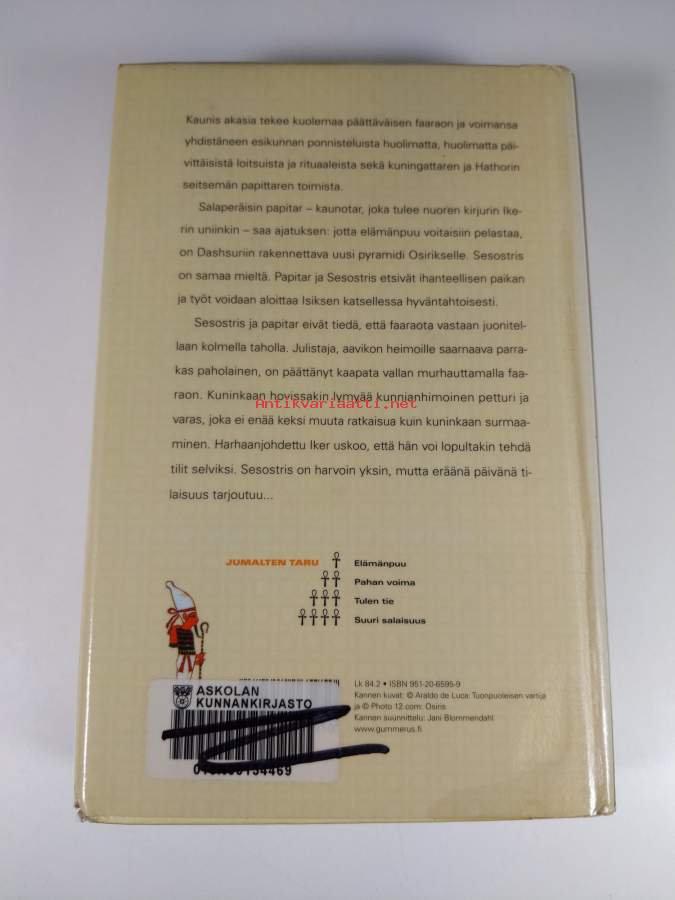 Kaunis akasia tekee kuolemaa päättäväisen faaraon ja voimansa
yhdistäneen esikunnan ponnisteluista huolimatta, huolimatta päi-
vittäisistä loitsuista ja rituaaleista sekä kuningattaren ja Hathorin
seitsemän papittaren toimista.
Salaperäisin papitar – kaunotar, joka tulee nuoren kirjurin Ike-
rin uniinkin – saa ajatuksen: jotta elämänpuu voitaisiin pelastaa,
on Dashsuriin rakennettava uusi pyramidi Osirikselle. Sesostris
on samaa mieltä. Papitar ja Sesostris etsivät ihanteellisen paikan
ja työt voidaan aloittaa Isiksen katsellessa hyväntahtoisesti.
Sesostris ja papitar eivät tiedä, että faaraota vastaan juonitel-
laan kolmella taholla. Julistaja, aavikon heimoille saarnaava parra-
kas paholainen, on päättänyt kaapata vallan murhauttamalla faa-
raon. Kuninkaan hovissakin lymyää kunnianhimoinen petturi ja
Antikvariaatti.net
varas, joka ei enää keksi muuta ratkaisua kuin kuninkaan surmaa-
minen. Harhaanjohdettu Iker uskoo, että hän voi lopultakin tehdä
tilit selviksi. Sesostris on harvoin yksin, mutta eräänä päivänä ti-
laisuus tarjoutuu...
JUMALTEN TARU Elämänpuu
Pahan voima
Tulen tie
Suuri salaisuus
Lk 84.2 • ISBN 951-20-6595-9
Kannen kuvat: © Araldo de Luca: Tuonpuoleisen vartija
ja © Photo 12.com: Osiris
Kannen suunnittelu: Jani Blommendahl
www.gummerus.fi
ASKOLAN
KUNNANKIRJASTO